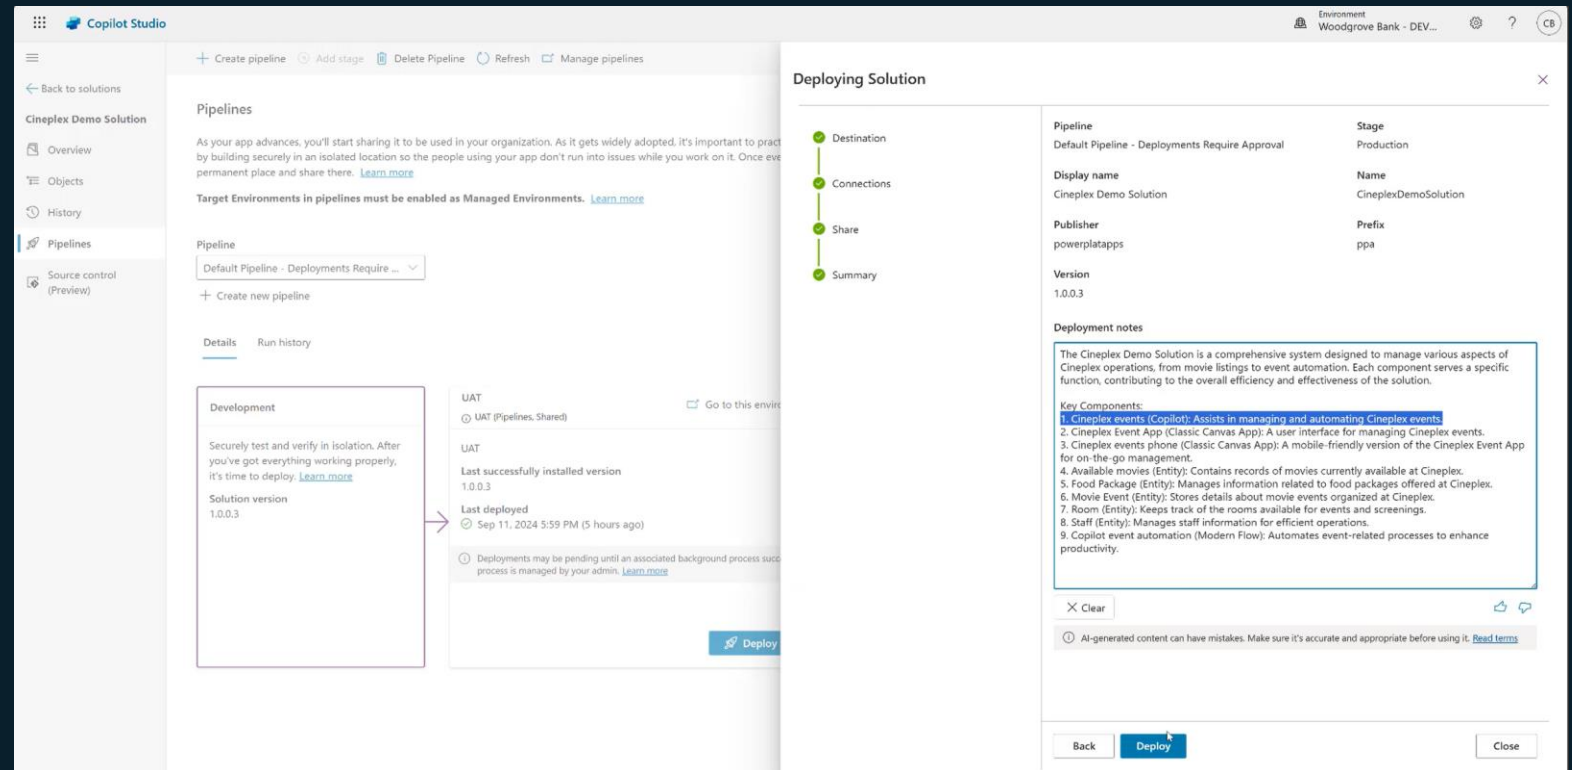 Copilot Studio
Environment
Woodgrove Bank - DEV...
?
CB
Create pipeline
Add stage
Delete Pipeline
Refresh
Manage pipelines
Back to solutions
Cineplex Demo Solution
Overview
Objects
History
Pipelines
Source control
(Preview)
Pipelines
As your app advances, you'll start sharing it to be used in your organization. As it gets widely adopted, it's important to pract
by building securely in an isolated location so the people using your app don't run into issues while you work on it. Once eve
permanent place and share there. Learn more
Target Environments in pipelines must be enabled as Managed Environments. Learn more
Pipeline
Default Pipeline - Deployments Require ...
Create new pipeline
Details
Run history
Development
Securely test and verify in isolation. After
you've got everything working properly,
it's time to deploy. Learn more
Solution version
1.0.0.3
UAT
UAT (Pipelines, Shared)
Go to this enviro
UAT
Last successfully installed version
1.0.0.3
Last deployed
Sep 11, 2024 5:59 PM (5 hours ago)
Deployments may be pending until an associated background process succ
process is managed by your admin. Learn more
Deploy
Deploying Solution
Destination
Connections
Share
Summary
Pipeline
Default Pipeline - Deployments Require Approval
Stage
Production
Display name
Cineplex Demo Solution
Name
CineplexDemoSolution
Publisher
powerplatapps
Prefix
ppa
Version
1.0.0.3
Deployment notes
The Cineplex Demo Solution is a comprehensive system designed to manage various aspects of
Cineplex operations, from movie listings to event automation. Each component serves a specific
function, contributing to the overall efficiency and effectiveness of the solution.
Key Components:
1. Cineplex events (Copilot): Assists in managing and automating Cineplex events.
2. Cineplex Event App (Classic Canvas App): A user interface for managing Cineplex events.
3. Cineplex events phone (Classic Canvas App): A mobile-friendly version of the Cineplex Event App
for on-the-go management.
4. Available movies (Entity): Contains records of movies currently available at Cineplex.
5. Food Package (Entity): Manages information related to food packages offered at Cineplex.
6. Movie Event (Entity): Stores details about movie events organized at Cineplex.
7. Room (Entity): Keeps track of the rooms available for events and screenings.
8. Staff (Entity): Manages staff information for efficient operations.
9. Copilot event automation (Modern Flow): Automates event-related processes to enhance
productivity.
Clear
AI-generated content can have mistakes. Make sure it's accurate and appropriate before using it. Read terms
Back
Deploy
Close